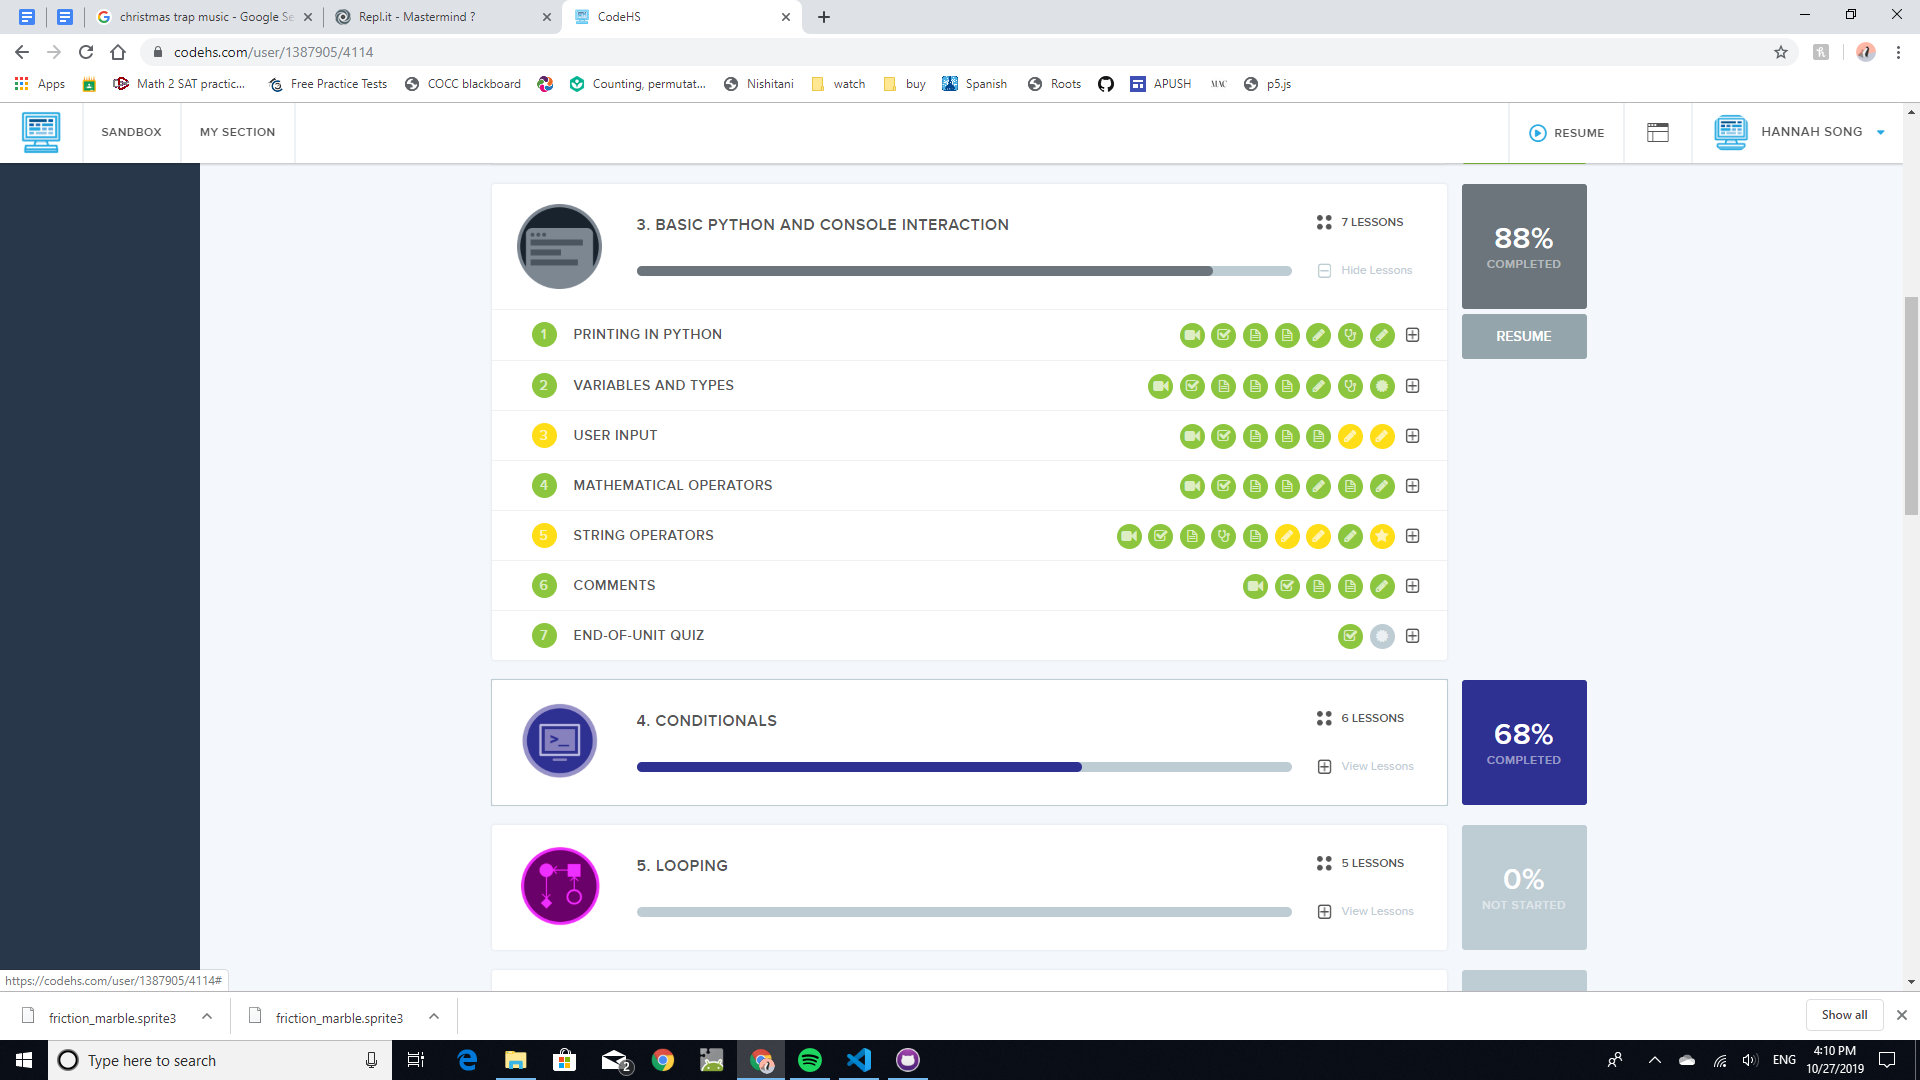 christmas trap music - Google Se
Repl.it - Mastermind ?
CodeHS
codehs.com/user/1387905/4114
Apps
Math 2 SAT practic...
Free Practice Tests
COCC blackboard
Counting, permutat...
Nishitani
watch
buy
Spanish
Roots
APUSH
MAC
p5.js
SANDBOX
MY SECTION
RESUME
HANNAH SONG
3. BASIC PYTHON AND CONSOLE INTERACTION
7 LESSONS
Hide Lessons
88%
COMPLETED
RESUME
1 PRINTING IN PYTHON
2 VARIABLES AND TYPES
3 USER INPUT
4 MATHEMATICAL OPERATORS
5 STRING OPERATORS
6 COMMENTS
7 END-OF-UNIT QUIZ
4. CONDITIONALS
6 LESSONS
View Lessons
68%
COMPLETED
5. LOOPING
5 LESSONS
View Lessons
0%
NOT STARTED
https://codehs.com/user/1387905/4114#
friction_marble.sprite3
friction_marble.sprite3
Show all
Type here to search
2
ENG
4:10 PM
10/27/2019